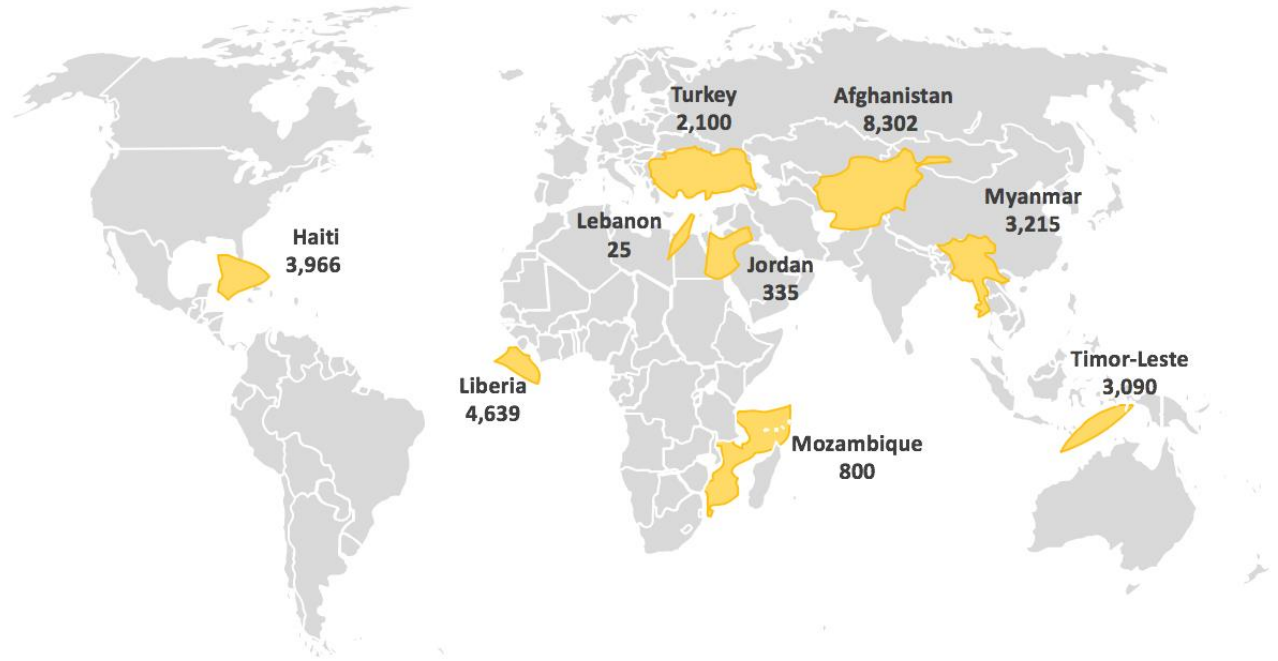 Turkey
2,100
Afghanistan
8,302
Myanmar
3,215
Lebanon
25
Haiti
3,966
Jordan
335
Timor-Leste
3,090
Liberia
4,639
Mozambique
800